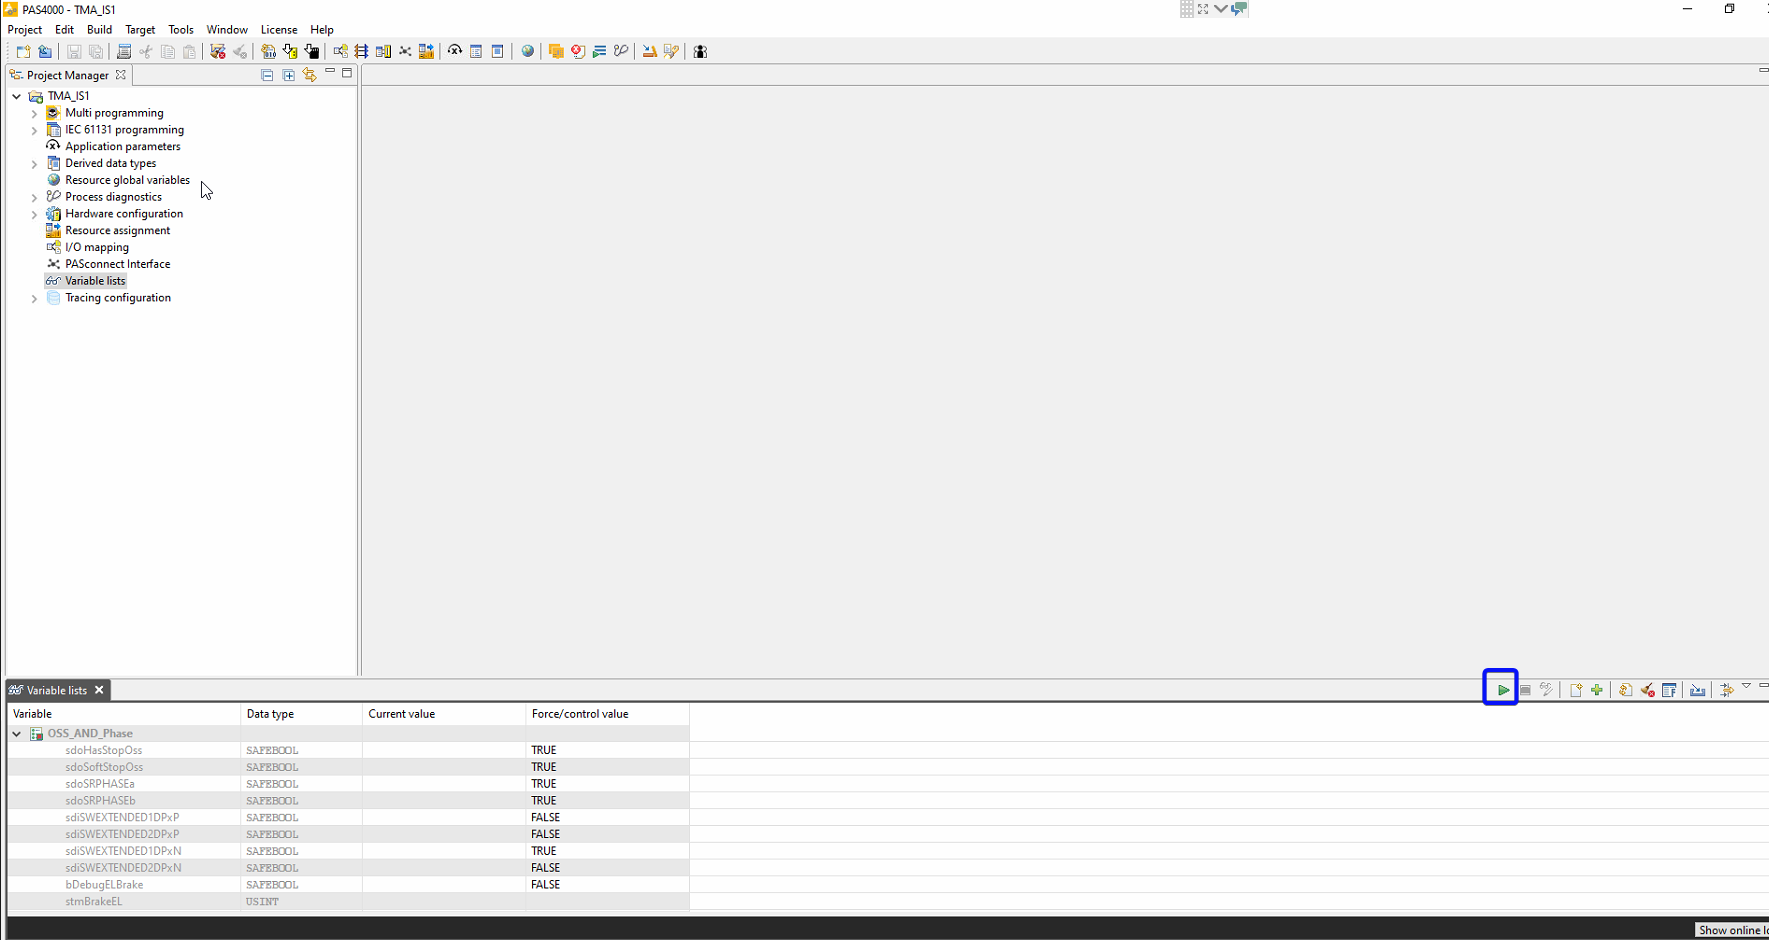 PAS4000 - TMA_IS1
Project Edit Build Target Tools Window License Help
Project Manager
TMA_IS1
Multi programming
IEC 61131 programming
Application parameters
Derived data types
Resource global variables
Process diagnostics
Hardware configuration
Resource assignment
I/O mapping
PASconnect Interface
Variable lists
Tracing configuration
Variable lists
Variable Data type Current value Force/control value
OSS_AND_Phase
sdoHasStopOss SAFEBOOL TRUE
sdoSoftStopOss SAFEBOOL TRUE
sdoSRPHASEa SAFEBOOL TRUE
sdoSRPHASEb SAFEBOOL TRUE
sdiSWEXTENDED1DPxP SAFEBOOL FALSE
sdiSWEXTENDED2DPxP SAFEBOOL FALSE
sdiSWEXTENDED1DPxN SAFEBOOL TRUE
sdiSWEXTENDED2DPxN SAFEBOOL FALSE
bDebugELBrake SAFEBOOL FALSE
stmBrakeEL USINT
Show online lo